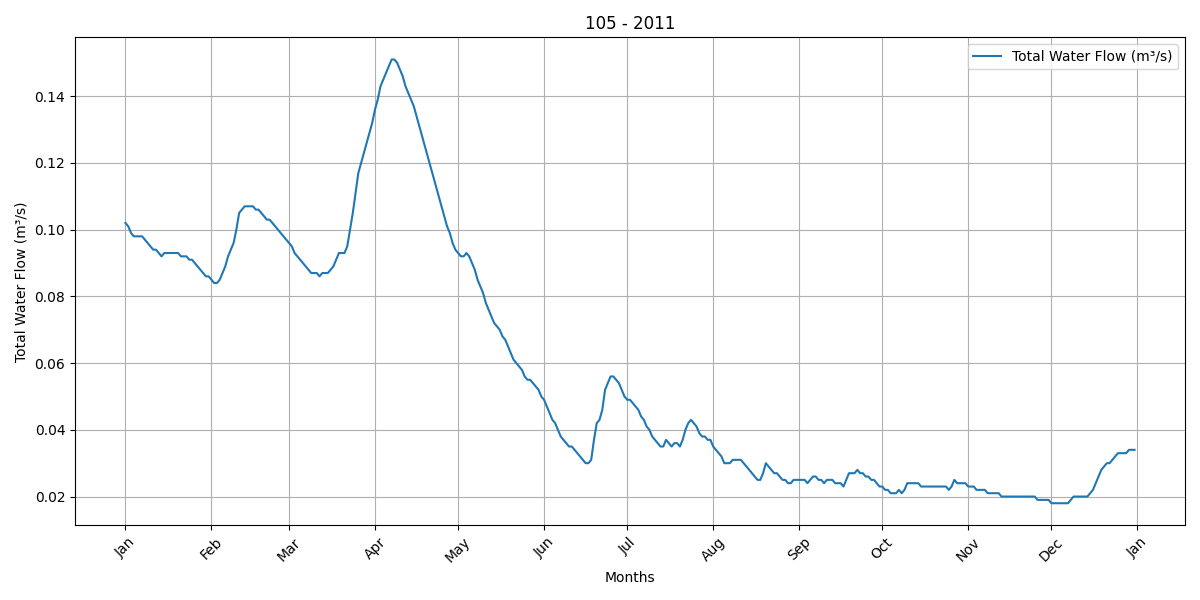 105 - 2011
Total Water Flow (m³/s)
Total Water Flow (m³/s)
0.14
0.12
0.10
0.08
0.06
0.04
0.02
Jan
Feb
Mar
Apr
May
Jun
Jul
Aug
Sep
Oct
Nov
Dec
Jan
Months